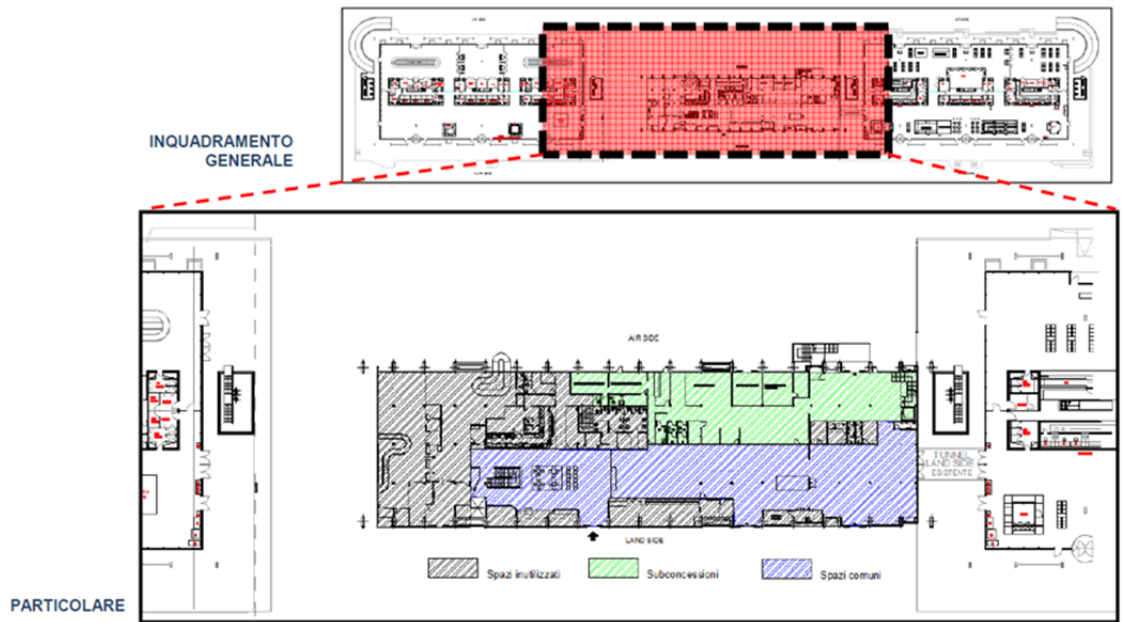 INQUADRAMENTO
GENERALE
AIR SIDE
TUNNEL
LAND SIDE
ESISTENTE
LAND SIDE
Spazi inutilizzati
Subconcessioni
Spazi comuni
PARTICOLARE